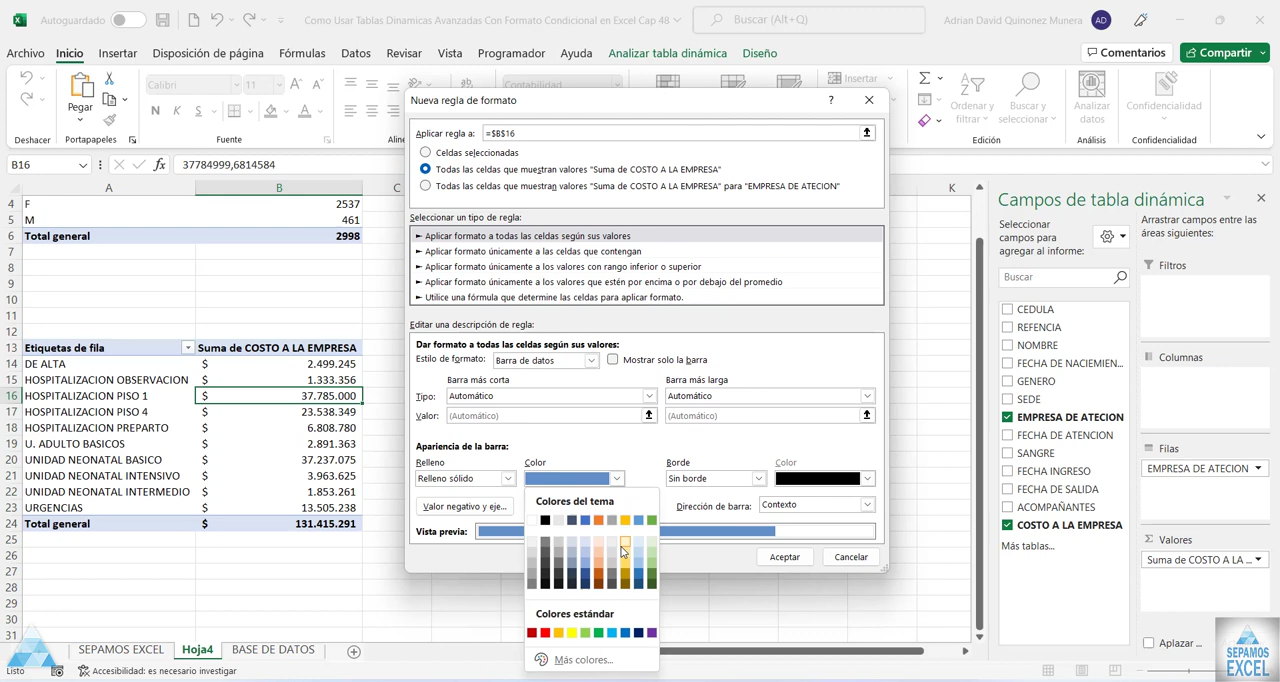 Autoguardado
Como Usar Tablas Dinamicas Avanzadas Con Formato Condicional en Excel Cap 48
Buscar (Alt+Q)
Adrian David Quinonez Munera
AD
Archivo Inicio Insertar Disposición de página Fórmulas Datos Revisar Vista Programador Ayuda Analizar tabla dinámica Diseño
Comentarios
Compartir
Pegar
Calibri
11
N K S
Contabilidad
Insertar
Ordenar y filtrar
Buscar y seleccionar
Analizar datos
Confidencialidad
Deshacer
Portapapeles
Fuente
Aline
Edición
Análisis
Confidencialidad
B16
fx
37784999,6814584
A B C K
4 F 2537
5 M 461
6 Total general 2998
7
8
9
10
11
12
13 Etiquetas de fila Suma de COSTO A LA EMPRESA
14 DE ALTA $ 2.499.245
15 HOSPITALIZACION OBSERVACION $ 1.333.356
16 HOSPITALIZACION PISO 1 $ 37.785.000
17 HOSPITALIZACION PISO 4 $ 23.538.349
18 HOSPITALIZACION PREPARTO $ 6.808.780
19 U. ADULTO BASICOS $ 2.891.363
20 UNIDAD NEONATAL BASICO $ 37.237.075
21 UNIDAD NEONATAL INTENSIVO $ 3.963.625
22 UNIDAD NEONATAL INTERMEDIO $ 1.853.261
23 URGENCIAS $ 13.505.238
24 Total general $ 131.415.291
25
26
27
28
29
30
31
SEPAMOS EXCEL
Hoja4
BASE DE DATOS
Listo
Accesibilidad: es necesario investigar
Nueva regla de formato
?
Aplicar regla a:
=$B$16
Celdas seleccionadas
Todas las celdas que muestran valores "Suma de COSTO A LA EMPRESA"
Todas las celdas que muestran valores "Suma de COSTO A LA EMPRESA" para "EMPRESA DE ATECION"
Seleccionar un tipo de regla:
► Aplicar formato a todas las celdas según sus valores
► Aplicar formato únicamente a las celdas que contengan
► Aplicar formato únicamente a los valores con rango inferior o superior
► Aplicar formato únicamente a los valores que estén por encima o por debajo del promedio
► Utilice una fórmula que determine las celdas para aplicar formato.
Editar una descripción de regla:
Dar formato a todas las celdas según sus valores:
Estilo de formato: Barra de datos
Mostrar solo la barra
Barra más corta Barra más larga
Tipo: Automático Automático
Valor: (Automático) (Automático)
Apariencia de la barra:
Relleno Color Borde Color
Relleno sólido Sin borde
Valor negativo y eje...
Dirección de barra: Contexto
Vista previa:
Aceptar
Cancelar
Colores del tema
Colores estándar
Más colores...
Campos de tabla dinámica
Seleccionar campos para agregar al informe:
Buscar
CEDULA
REFENCIA
NOMBRE
FECHA DE NACIEMIEN...
GENERO
SEDE
EMPRESA DE ATECION
FECHA DE ATENCION
SANGRE
FECHA INGRESO
FECHA DE SALIDA
ACOMPAÑANTES
COSTO A LA EMPRESA
Más tablas...
Arrastrar campos entre las áreas siguientes:
Filtros
Columnas
Filas
EMPRESA DE ATECION
Valores
Suma de COSTO A LA ...
Aplazar ...
SEPAMOS
EXCEL